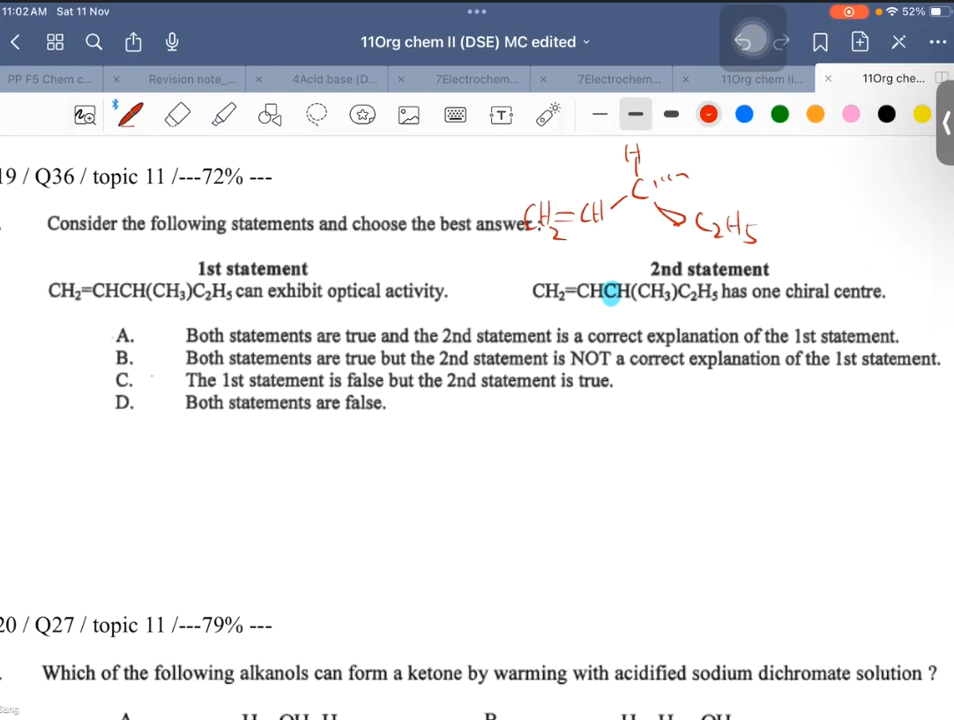 11:02 AM Sat 11 Nov
52%
11Org chem II (DSE) MC edited
PP F5 Chem c...
Revision note_...
4Acid base (D...
7Electrochem...
7Electrochem...
11Org chem II...
11Org che...
19 / Q36 / topic 11 /---72% ---
H
C
CH₂=CH
C₂H₅
Consider the following statements and choose the best answer :
1st statement 2nd statement
CH₂=CHCH(CH₃)C₂H₅ can exhibit optical activity. CH₂=CHCH(CH₃)C₂H₅ has one chiral centre.
A. Both statements are true and the 2nd statement is a correct explanation of the 1st statement.
B. Both statements are true but the 2nd statement is NOT a correct explanation of the 1st statement.
C. The 1st statement is false but the 2nd statement is true.
D. Both statements are false.
20 / Q27 / topic 11 /---79% ---
Which of the following alkanols can form a ketone by warming with acidified sodium dichromate solution ?
A H OH H B H H OH